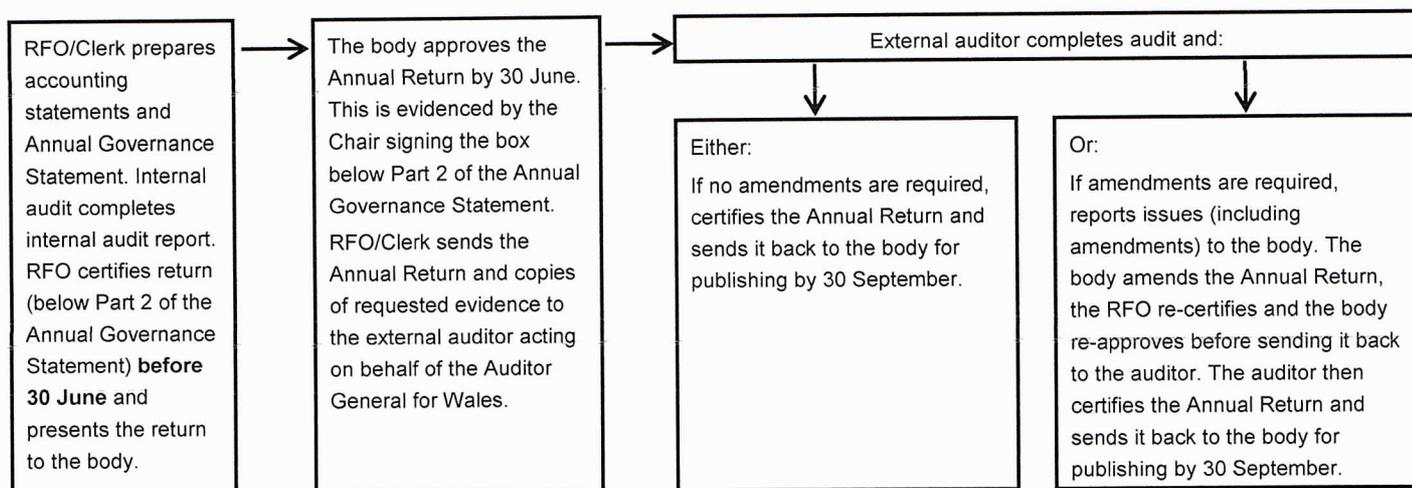 RFO/Clerk prepares
accounting
statements and
Annual Governance
Statement. Internal
audit completes
internal audit report.
RFO certifies return
(below Part 2 of the
Annual Governance
Statement) before
30 June and
presents the return
to the body.
The body approves the
Annual Return by 30 June.
This is evidenced by the
Chair signing the box
below Part 2 of the Annual
Governance Statement.
RFO/Clerk sends the
Annual Return and copies
of requested evidence to
the external auditor acting
on behalf of the Auditor
General for Wales.
External auditor completes audit and:
Either:
If no amendments are required,
certifies the Annual Return and
sends it back to the body for
publishing by 30 September.
Or:
If amendments are required,
reports issues (including
amendments) to the body. The
body amends the Annual Return,
the RFO re-certifies and the body
re-approves before sending it back
to the auditor. The auditor then
certifies the Annual Return and
sends it back to the body for
publishing by 30 September.